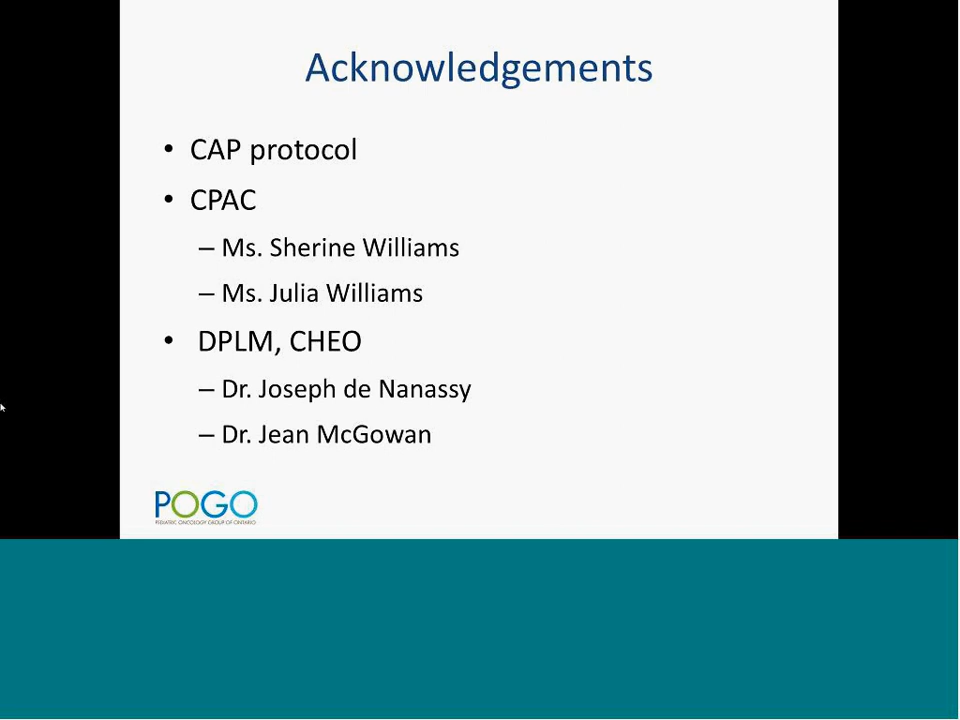 Acknowledgements
• CAP protocol
• CPAC
– Ms. Sherine Williams
– Ms. Julia Williams
• DPLM, CHEO
– Dr. Joseph de Nanassy
– Dr. Jean McGowan
POGO
PEDIATRIC ONCOLOGY GROUP OF ONTARIO